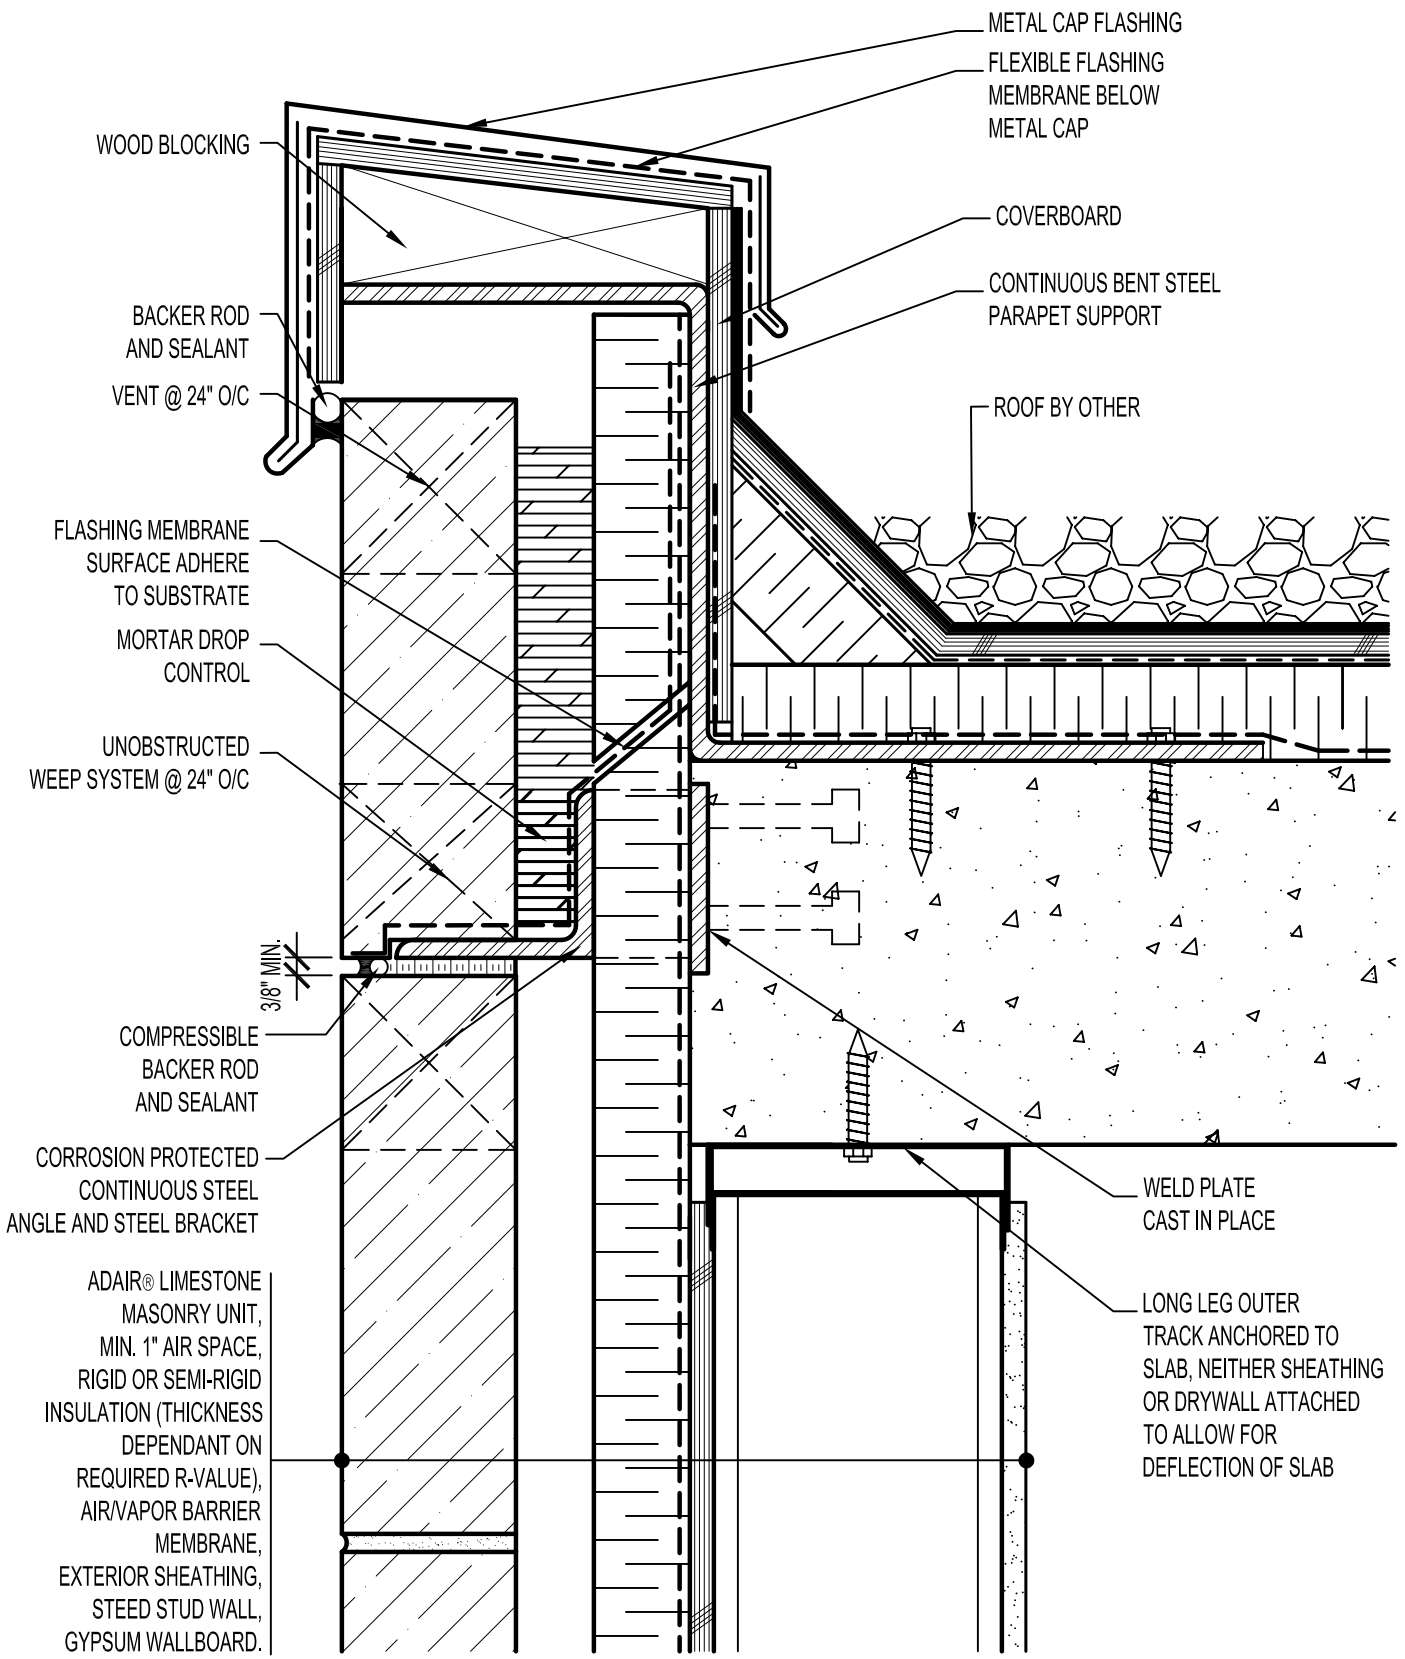 METAL CAP FLASHING
FLEXIBLE FLASHING
MEMBRANE BELOW
METAL CAP
WOOD BLOCKING
COVERBOARD
CONTINUOUS BENT STEEL
PARAPET SUPPORT
BACKER ROD
AND SEALANT
VENT @ 24" O/C
ROOF BY OTHER
FLASHING MEMBRANE
SURFACE ADHERE
TO SUBSTRATE
MORTAR DROP
CONTROL
UNOBSTRUCTED
WEEP SYSTEM @ 24" O/C
3/8" MIN.
COMPRESSIBLE
BACKER ROD
AND SEALANT
CORROSION PROTECTED
CONTINUOUS STEEL
ANGLE AND STEEL BRACKET
WELD PLATE
CAST IN PLACE
ADAIR® LIMESTONE
MASONRY UNIT,
MIN. 1" AIR SPACE,
RIGID OR SEMI-RIGID
INSULATION (THICKNESS
DEPENDANT ON
REQUIRED R-VALUE),
AIR/VAPOR BARRIER
MEMBRANE,
EXTERIOR SHEATHING,
STEED STUD WALL,
GYPSUM WALLBOARD.
LONG LEG OUTER
TRACK ANCHORED TO
SLAB, NEITHER SHEATHING
OR DRYWALL ATTACHED
TO ALLOW FOR
DEFLECTION OF SLAB